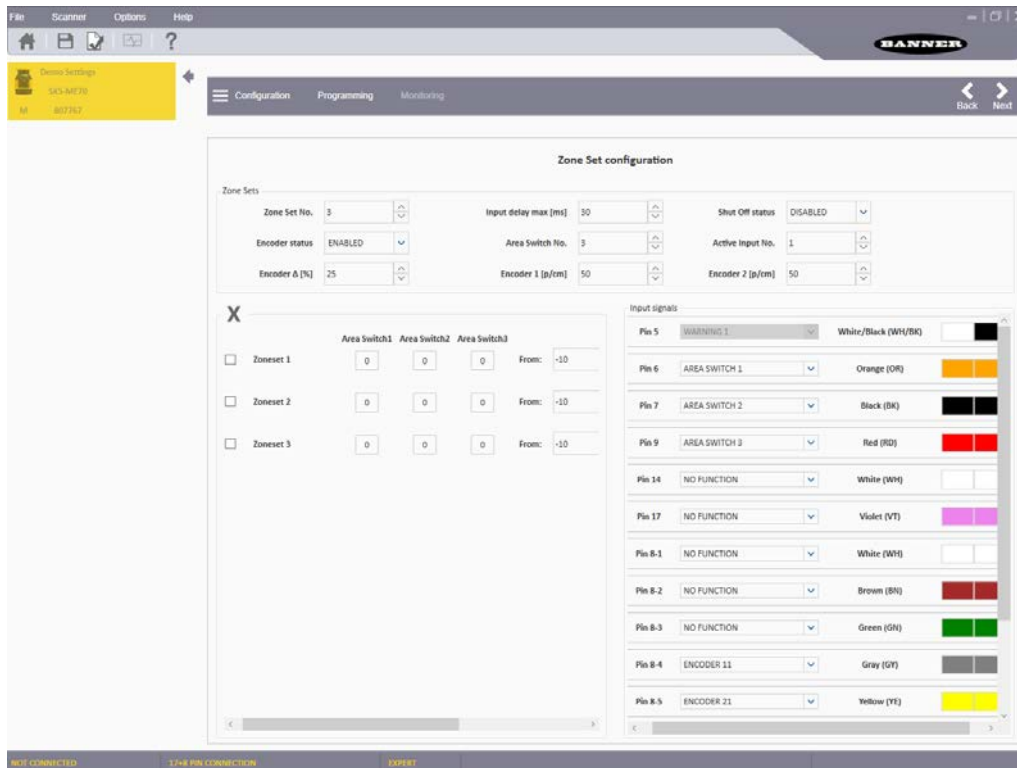 File Scanner Options Help
BANNER
Demo Settings
SX5-ME70
M 807767
Configuration Programming Monitoring
Back Next
Zone Set configuration
Zone Sets
Zone Set No. 3 Input delay max [ms] 30 Shut Off status DISABLED
Encoder status ENABLED Area Switch No. 3 Active Input No. 1
Encoder Δ [%] 25 Encoder 1 [p/cm] 50 Encoder 2 [p/cm] 50
X
Area Switch1 Area Switch2 Area Switch3
Zoneset 1 0 0 0 From: -10
Zoneset 2 0 0 0 From: -10
Zoneset 3 0 0 0 From: -10
Input signals
Pin 5 WARNING 1 White/Black (WH/BK)
Pin 6 AREA SWITCH 1 Orange (OR)
Pin 7 AREA SWITCH 2 Black (BK)
Pin 9 AREA SWITCH 3 Red (RD)
Pin 14 NO FUNCTION White (WH)
Pin 17 NO FUNCTION Violet (VT)
Pin 8-1 NO FUNCTION White (WH)
Pin 8-2 NO FUNCTION Brown (BN)
Pin 8-3 NO FUNCTION Green (GN)
Pin 8-4 ENCODER 11 Gray (GY)
Pin 8-5 ENCODER 21 Yellow (YE)
NOT CONNECTED 17+8 PIN CONNECTION EXPERT